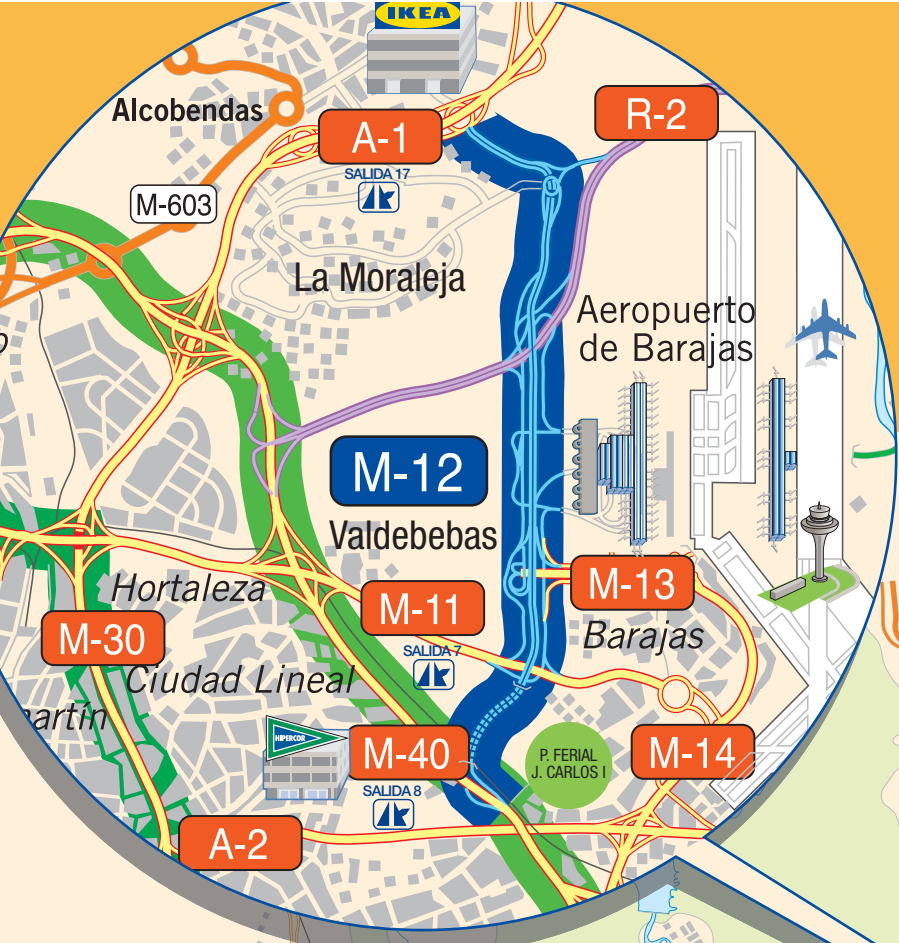 IKEA
Alcobendas
A-1
R-2
SALIDA 17
M-603
La Moraleja
Aeropuerto
de Barajas
M-12
Valdebebas
Hortaleza
M-11
M-13
M-30
Barajas
SALIDA 7
Ciudad Lineal
artín
HIPERCOR
M-40
P. FERIAL
J. CARLOS I
M-14
SALIDA 8
A-2